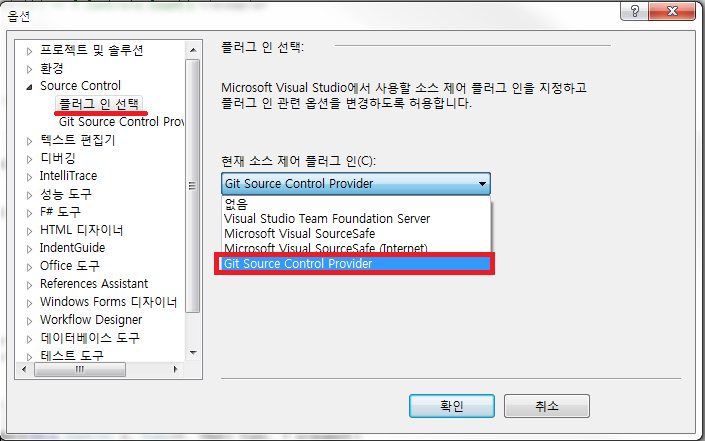 옵션
프로젝트 및 솔루션
환경
Source Control
플러그 인 선택
Git Source Control Prov
텍스트 편집기
디버깅
IntelliTrace
성능 도구
F# 도구
HTML 디자이너
IndentGuide
Office 도구
References Assistant
Windows Forms 디자이너
Workflow Designer
데이터베이스 도구
테스트 도구
플러그 인 선택:
Microsoft Visual Studio에서 사용할 소스 제어 플러그 인을 지정하고
플러그 인 관련 옵션을 변경하도록 허용합니다.
현재 소스 제어 플러그 인(C):
Git Source Control Provider
없음
Visual Studio Team Foundation Server
Microsoft Visual SourceSafe
Microsoft Visual SourceSafe (Internet)
Git Source Control Provider
확인
취소